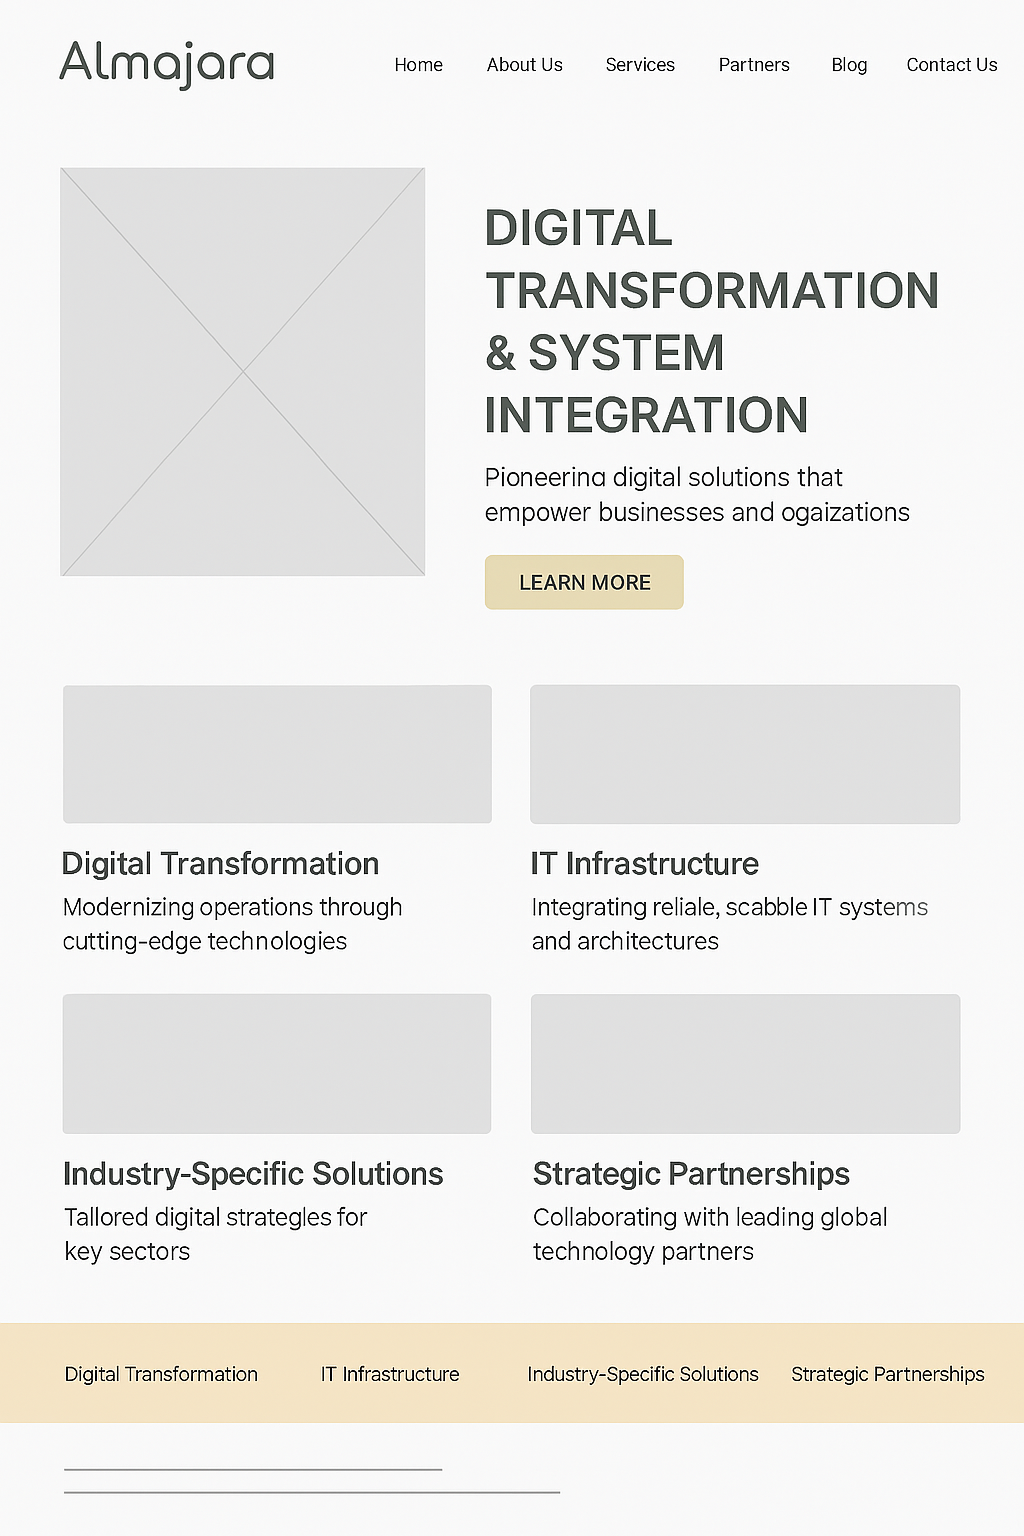 Almajara
Home About Us Services Partners Blog Contact Us
DIGITAL
TRANSFORMATION
& SYSTEM
INTEGRATION
Pioneerina digital solutions that
empower businesses and ogaizations
LEARN MORE
Digital Transformation
Modernizing operations through
cutting-edge technologies
IT Infrastructure
Integrating reliale, scabble IT systems
and architectures
Industry-Specific Solutions
Tallored digital strategles for
key sectors
Strategic Partnerships
Collaborating with leading global
technology partners
Digital Transformation IT Infrastructure Industry-Specific Solutions Strategic Partnerships